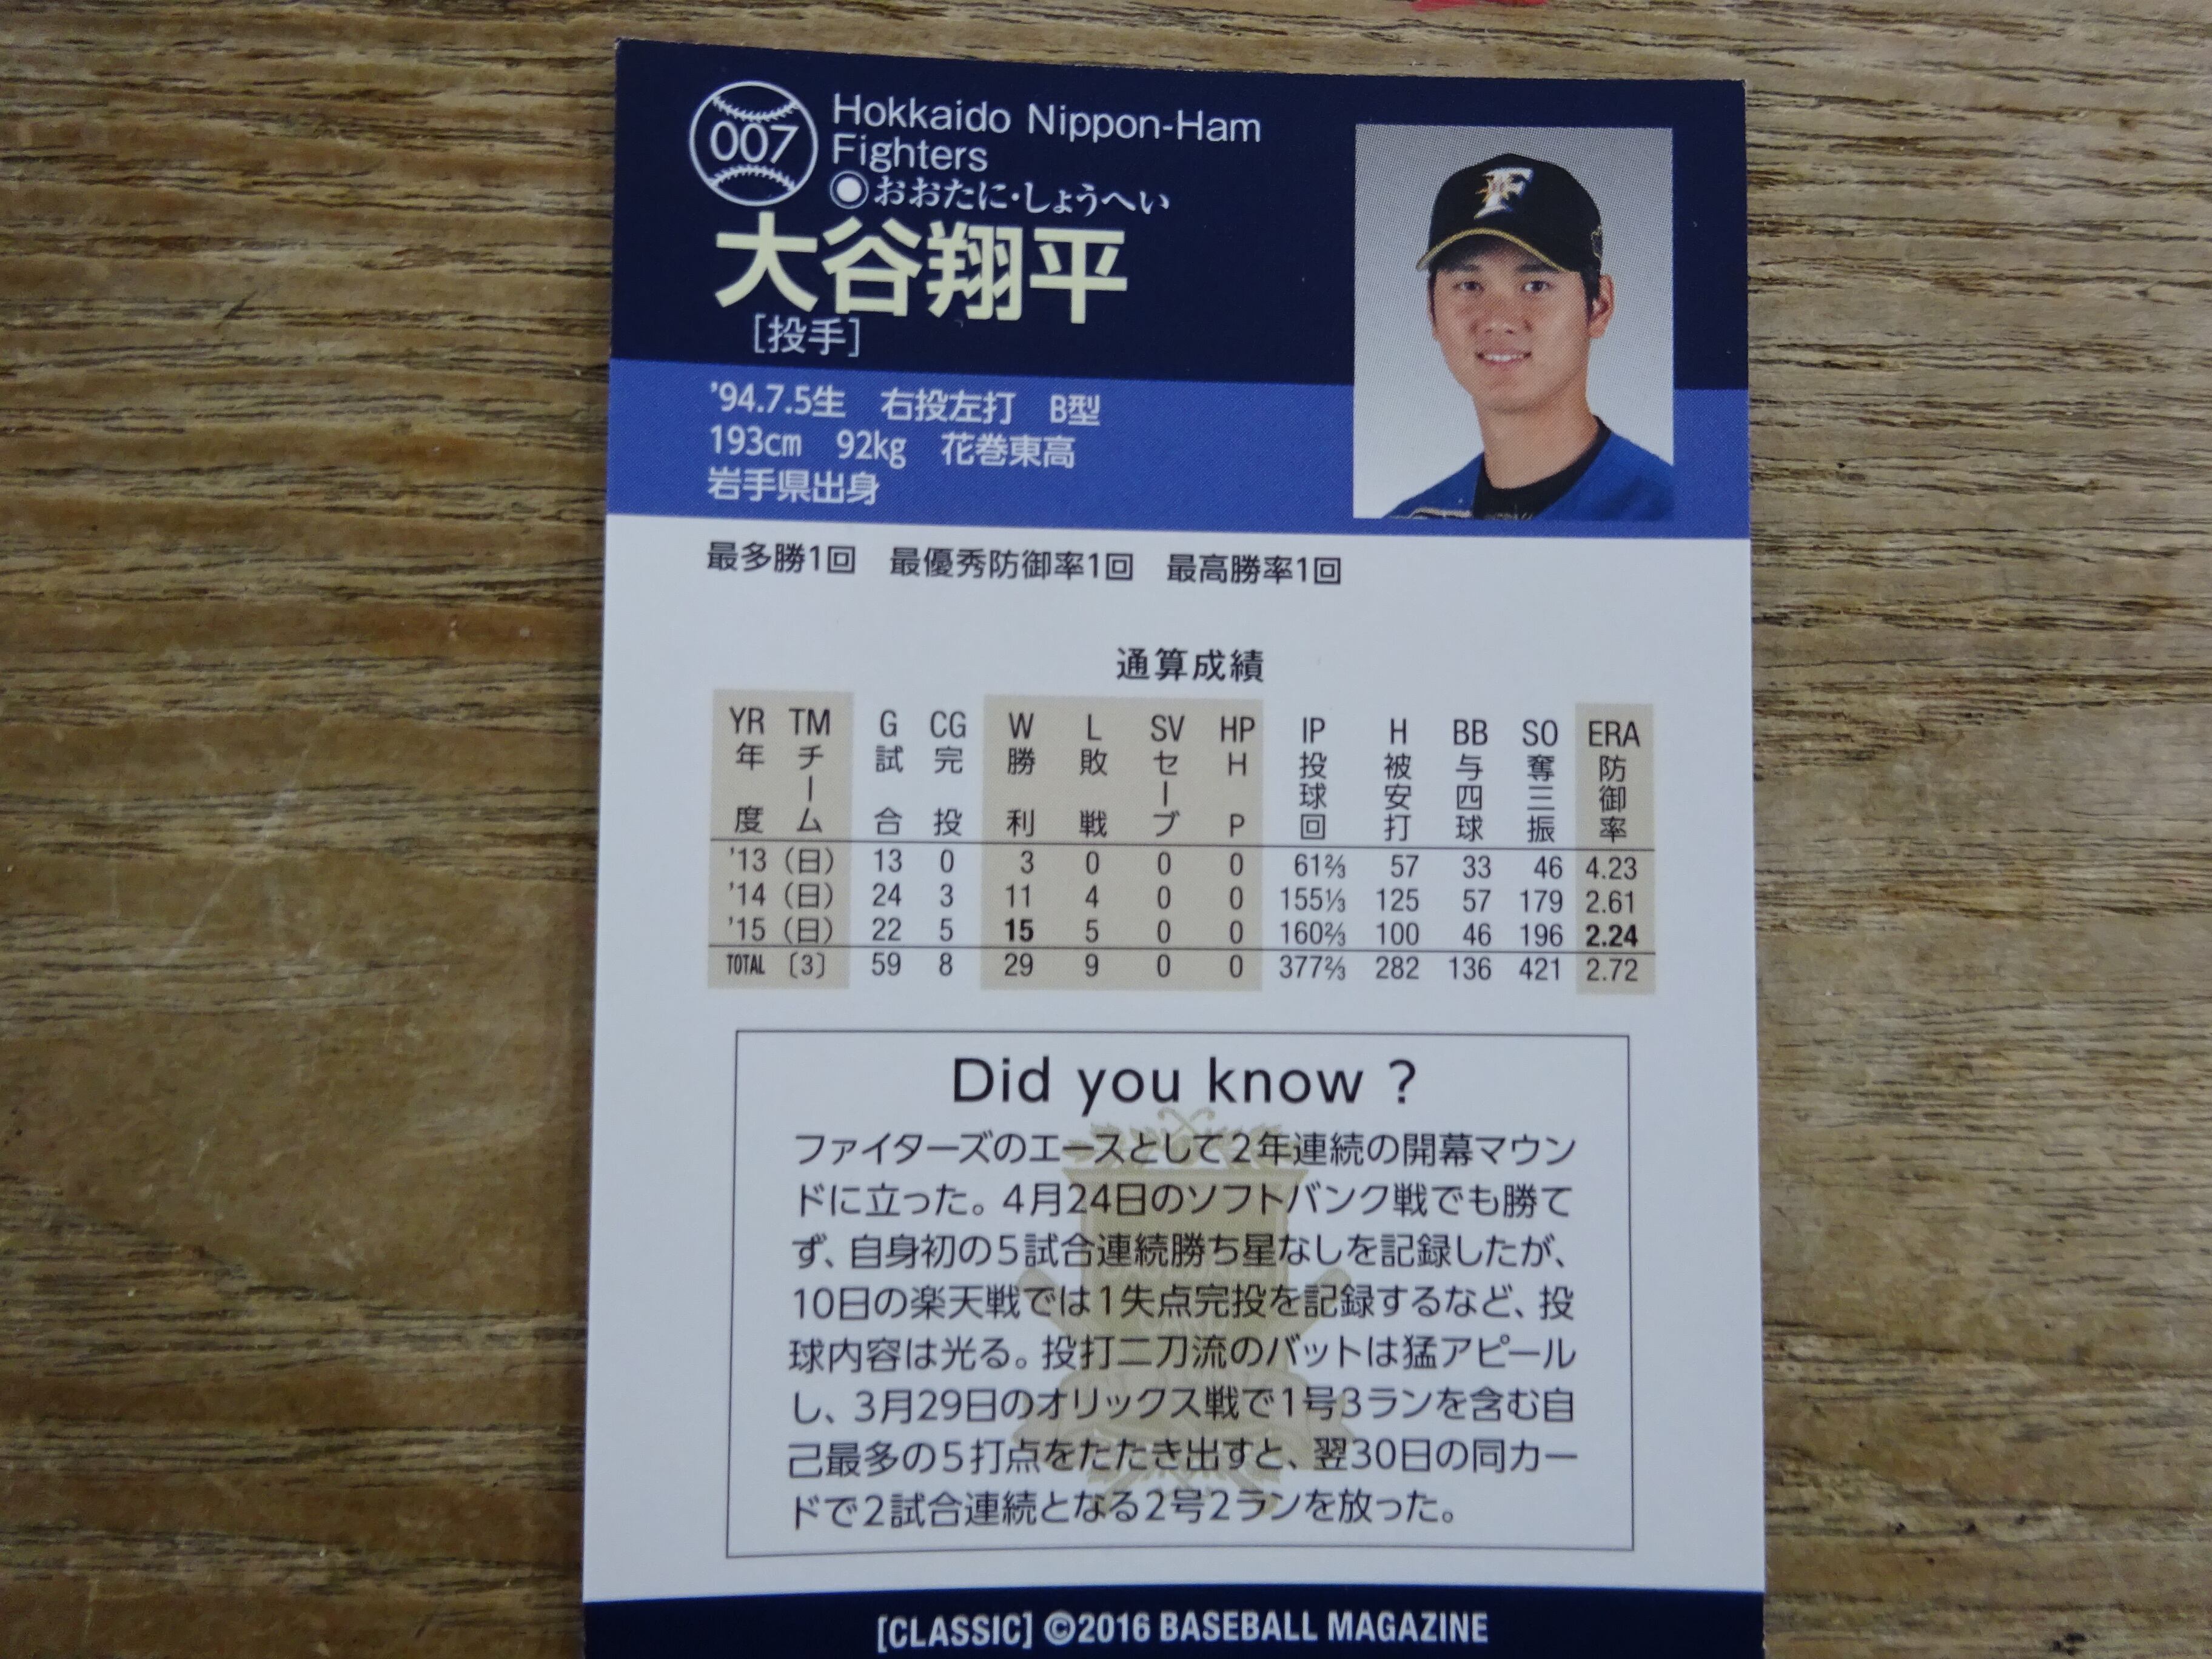 007
Hokkaido Nippon-Ham
Fighters
◉おおたに・しょうへい
大谷翔平
［投手］
F
'94.7.5生　右投左打　B型
193cm　92kg　花巻東高
岩手県出身
最多勝1回　最優秀防御率1回　最高勝率1回
通算成績
YR TM G CG W L SV HP IP H BB SO ERA
年度 チーム 試合 完投 勝利 敗戦 セーブ HP 投球回 被安打 与四球 奪三振 防御率
'13 （日） 13 0 3 0 0 0 61⅔ 57 33 46 4.23
'14 （日） 24 3 11 4 0 0 155⅓ 125 57 179 2.61
'15 （日） 22 5 15 5 0 0 160⅔ 100 46 196 2.24
TOTAL 〔3〕 59 8 29 9 0 0 377⅔ 282 136 421 2.72
Did you know ?
ファイターズのエースとして2年連続の開幕マウン
ドに立った。4月24日のソフトバンク戦でも勝て
ず、自身初の5試合連続勝ち星なしを記録したが、
10日の楽天戦では1失点完投を記録するなど、投
球内容は光る。投打二刀流のバットは猛アピール
し、3月29日のオリックス戦で1号3ランを含む自
己最多の5打点をたたき出すと、翌30日の同カー
ドで2試合連続となる2号2ランを放った。
[CLASSIC] ©2016 BASEBALL MAGAZINE